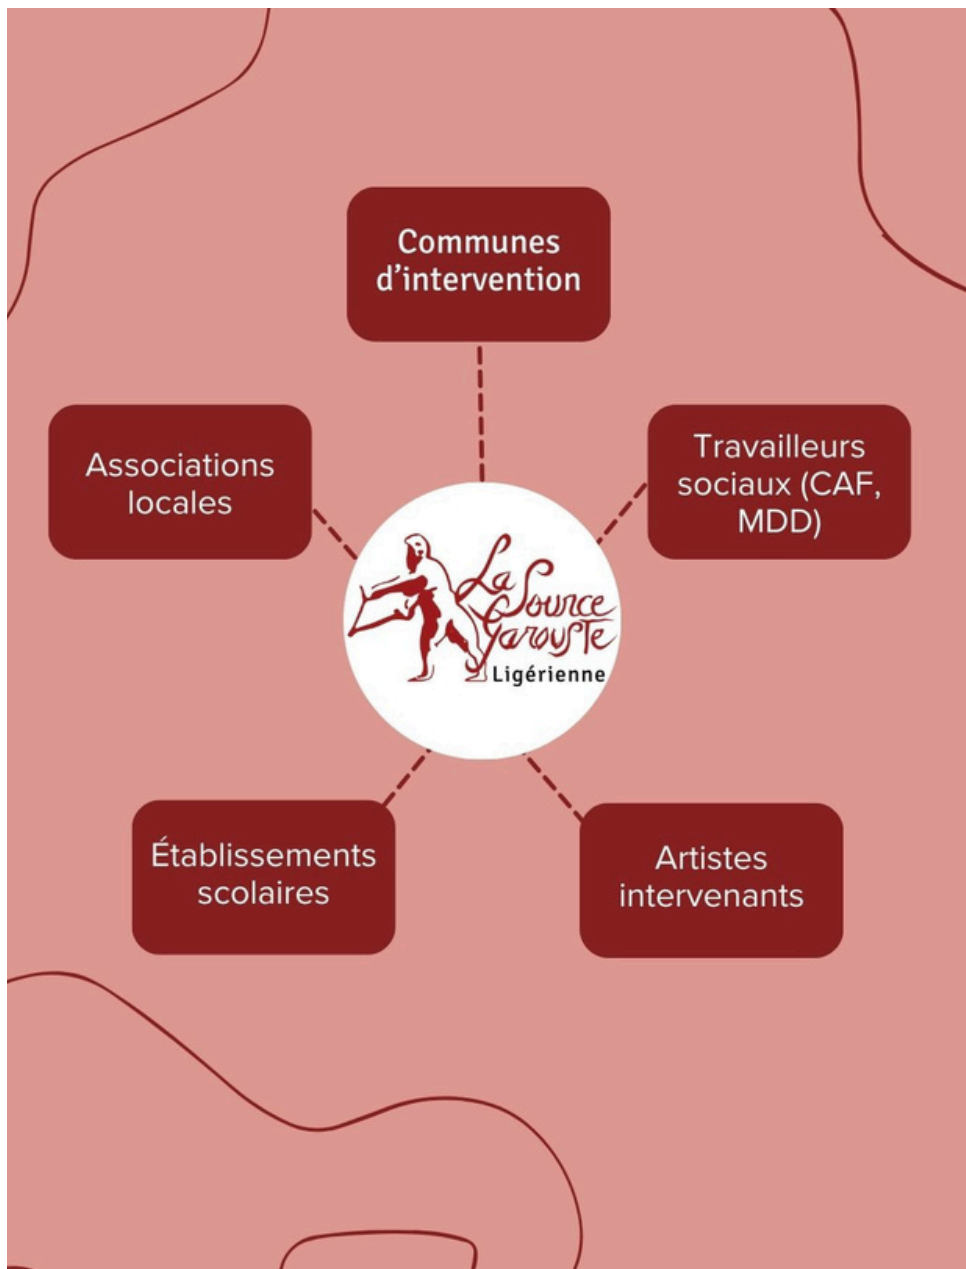 Communes
d'intervention
Associations
locales
Travailleurs
sociaux (CAF,
MDD)
La Source
Garouste
Ligérienne
Établissements
scolaires
Artistes
intervenants